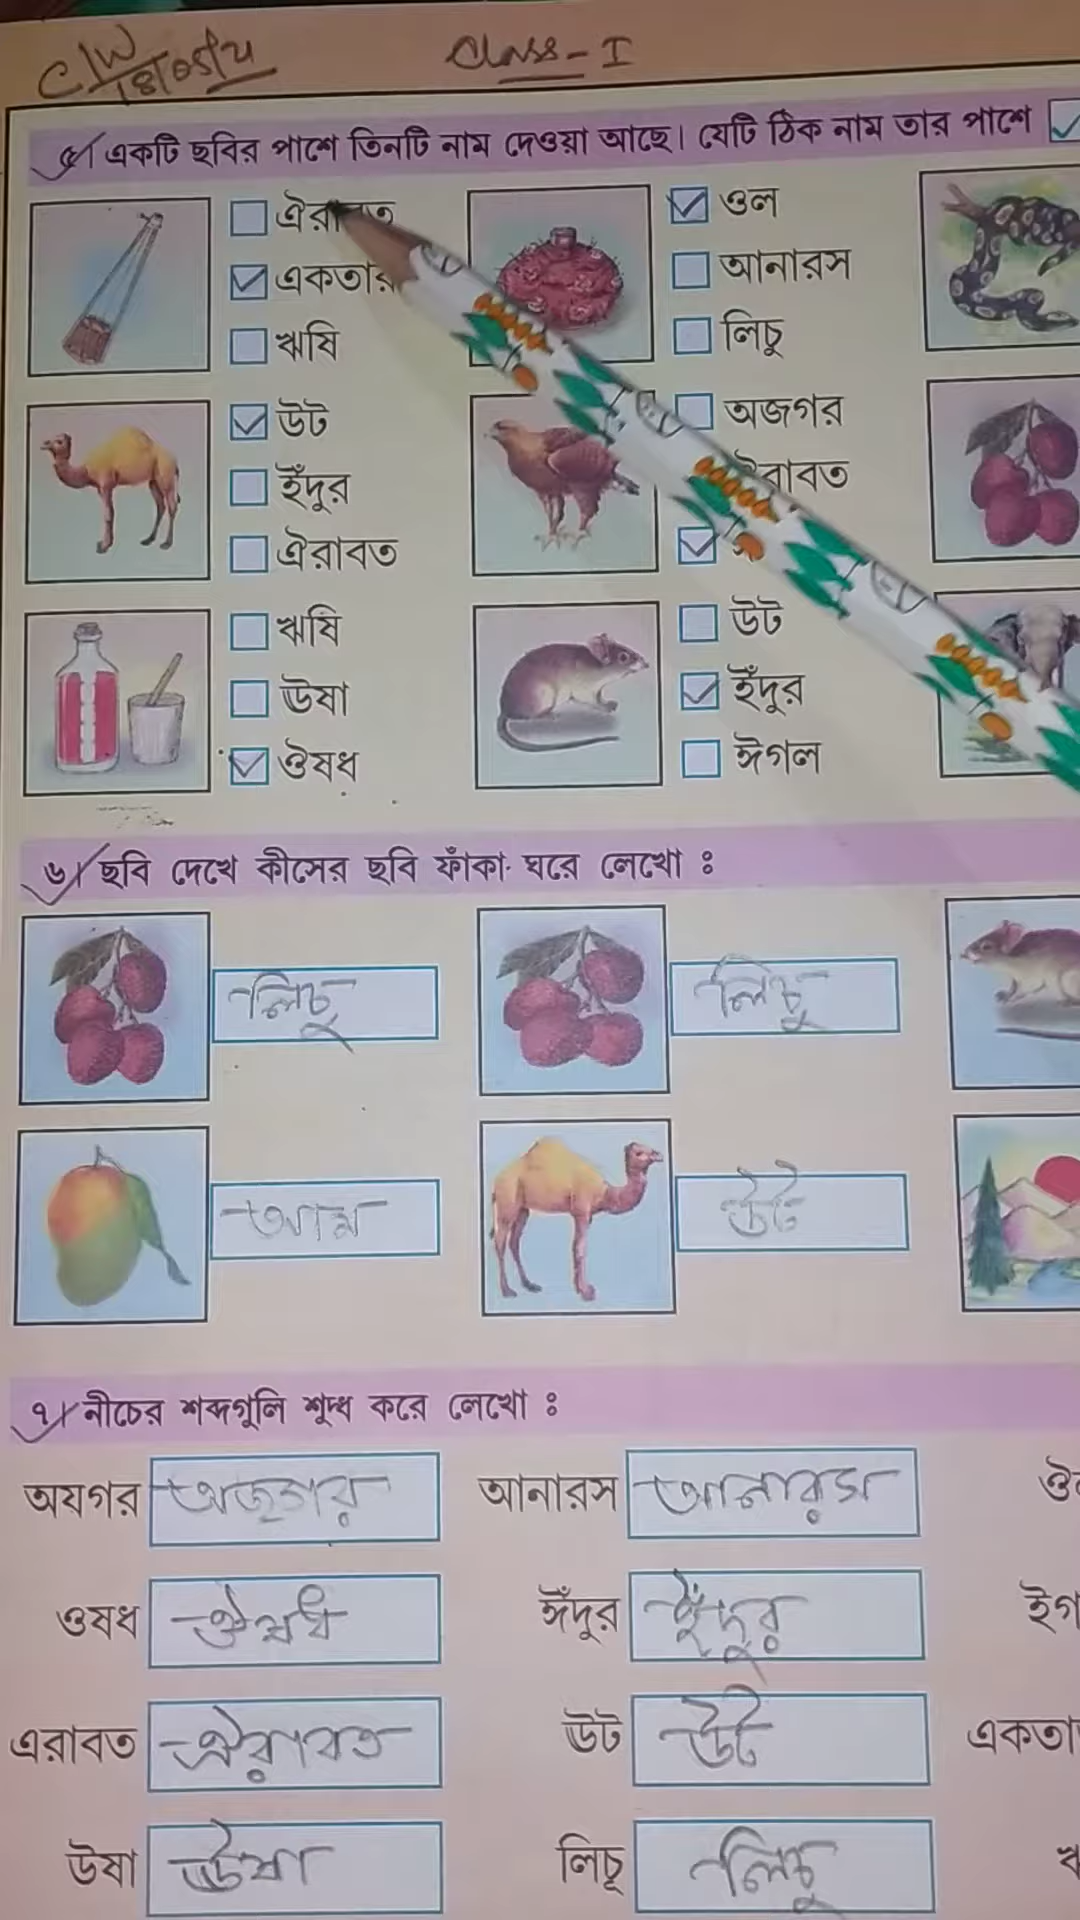 C/W Class - I
৫। একটি ছবির পাশে তিনটি নাম দেওয়া আছে। যেটি ঠিক নাম তার পাশে
ওল
একতার
আনারস
ঋষি
লিচু
উট
অজগর
ইঁদুর
ঐরাবত
ঋষি
উট
ঊষা
ইঁদুর
ঔষধ
ঈগল
৬। ছবি দেখে কীসের ছবি ফাঁকা ঘরে লেখো ঃ
লিচু লিচু
আম উট
৭। নীচের শব্দগুলি শুদ্ধ করে লেখো ঃ
অযগর অজগর আনারস আনারস
ওষধ ঔষধ ঈঁদুর ইঁদুর
এরাবত ঐরাবত ঊট উট একতা
উষা ঊষা লিচূ লিচু